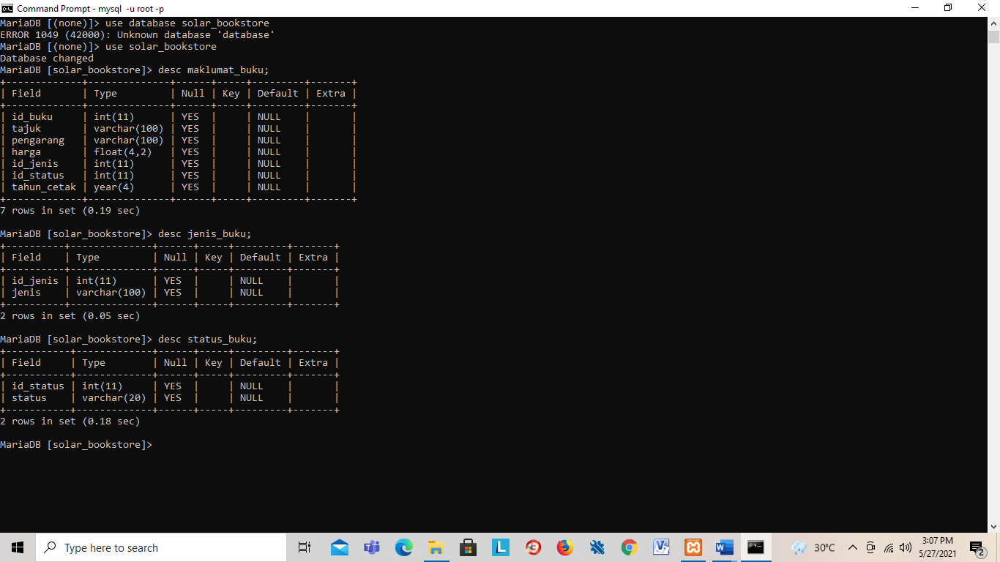 Command Prompt - mysql -u root -p
MariaDB [(none)]> use database solar_bookstore
ERROR 1049 (42000): Unknown database 'database'
MariaDB [(none)]> use solar_bookstore
Database changed
MariaDB [solar_bookstore]> desc maklumat_buku;
+-------------+--------------+------+-----+---------+-------+
| Field       | Type         | Null | Key | Default | Extra |
+-------------+--------------+------+-----+---------+-------+
| id_buku     | int(11)      | YES  |     | NULL    |       |
| tajuk       | varchar(100) | YES  |     | NULL    |       |
| pengarang   | varchar(100) | YES  |     | NULL    |       |
| harga       | float(4,2)   | YES  |     | NULL    |       |
| id_jenis    | int(11)      | YES  |     | NULL    |       |
| id_status   | int(11)      | YES  |     | NULL    |       |
| tahun_cetak | year(4)      | YES  |     | NULL    |       |
+-------------+--------------+------+-----+---------+-------+
7 rows in set (0.19 sec)
MariaDB [solar_bookstore]> desc jenis_buku;
+----------+--------------+------+-----+---------+-------+
| Field    | Type         | Null | Key | Default | Extra |
+----------+--------------+------+-----+---------+-------+
| id_jenis | int(11)      | YES  |     | NULL    |       |
| jenis    | varchar(100) | YES  |     | NULL    |       |
+----------+--------------+------+-----+---------+-------+
2 rows in set (0.05 sec)
MariaDB [solar_bookstore]> desc status_buku;
+-----------+-------------+------+-----+---------+-------+
| Field     | Type        | Null | Key | Default | Extra |
+-----------+-------------+------+-----+---------+-------+
| id_status | int(11)     | YES  |     | NULL    |       |
| status    | varchar(20) | YES  |     | NULL    |       |
+-----------+-------------+------+-----+---------+-------+
2 rows in set (0.18 sec)
MariaDB [solar_bookstore]>
Type here to search
30°C
3:07 PM
5/27/2021
2